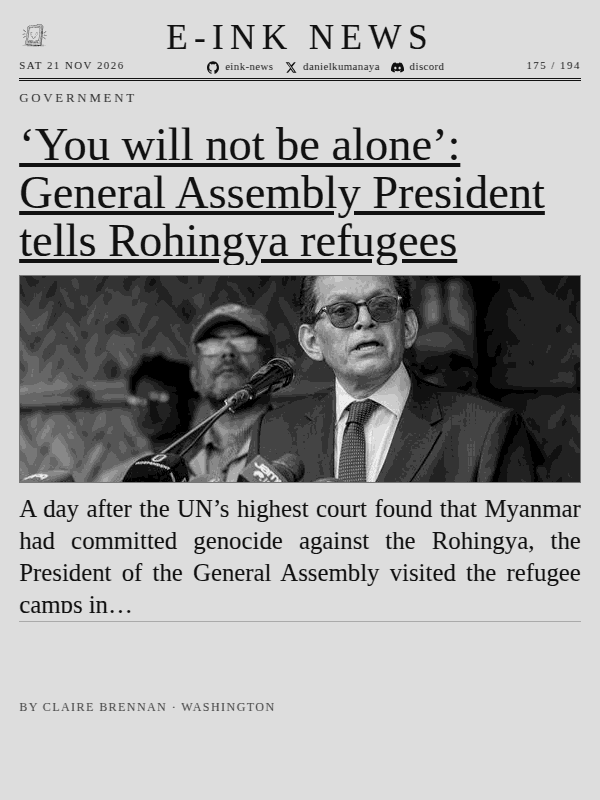 E-INK NEWS
SAT 21 NOV 2026
eink-news danielkumanaya discord
175 / 194
GOVERNMENT
‘You will not be alone’:
General Assembly President
tells Rohingya refugees
INDEPENDENT
A day after the UN’s highest court found that Myanmar
had committed genocide against the Rohingya, the
President of the General Assembly visited the refugee
camps in…
BY CLAIRE BRENNAN · WASHINGTON